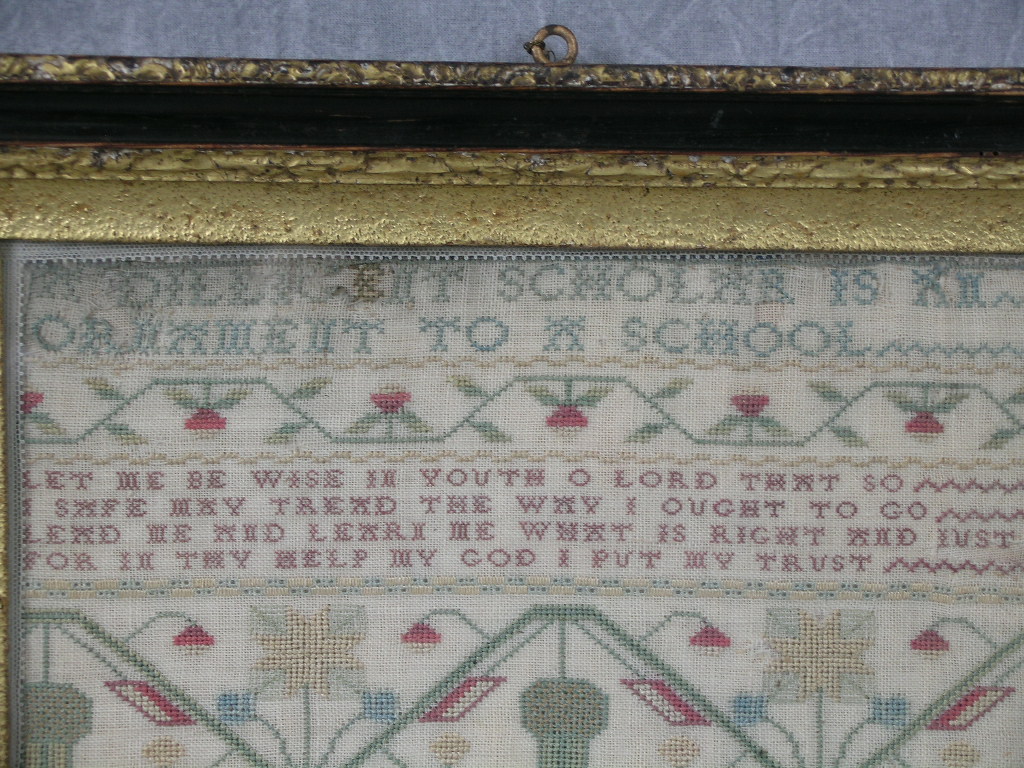 A DILLIGENT SCHOLAR IS AN
ORNAMENT TO A SCHOOL
LET ME BE WISE IN YOUTH O LORD THAT SO
I SAFE MAY TREAD THE WAY I OUGHT TO GO
LEAD ME AND LEARN ME WHAT IS RIGHT AND IUST
FOR IN THY HELP MY GOD I PUT MY TRUST